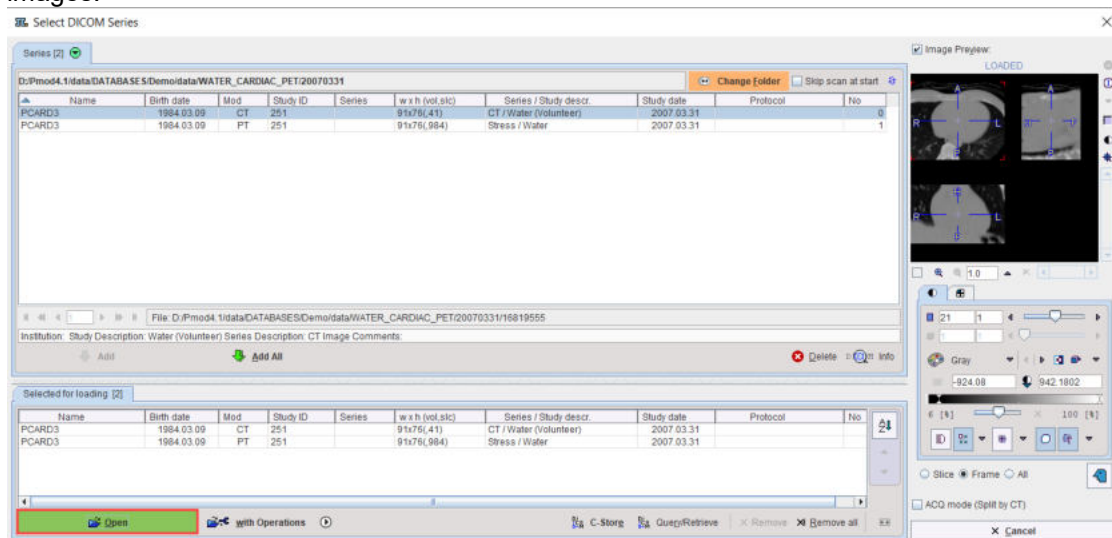 images.
Select DICOM Series
Series [2]
Image Preview:
LOADED
D:/Pmod4.1/data/DATABASES/Demo/data/WATER_CARDIAC_PET/20070331 Change Folder Skip scan at start
Name Birth date Mod Study ID Series w x h (vol,slc) Series / Study descr. Study date Protocol No
PCARD3 1984.03.09 CT 251 91x76(,41) CT / Water (Volunteer) 2007.03.31 0
PCARD3 1984.03.09 PT 251 91x76(,984) Stress / Water 2007.03.31 1
A A
R L
P
A
R L
P
1.0
1 File: D:/Pmod4.1/data/DATABASES/Demo/data/WATER_CARDIAC_PET/20070331/16819555
Institution: Study Description: Water (Volunteer) Series Description: CT Image Comments:
Add Add All Delete Info
21 1
1 1
Gray
-924.08 942.1802
6 [%] 100 [%]
Selected for loading: [2]
Name Birth date Mod Study ID Series w x h (vol,slc) Series / Study descr. Study date Protocol No
PCARD3 1984.03.09 CT 251 91x76(,41) CT / Water (Volunteer) 2007.03.31
PCARD3 1984.03.09 PT 251 91x76(,984) Stress / Water 2007.03.31
Slice Frame All
ACQ mode (Split by CT)
Open with Operations C-Store Query/Retrieve Remove Remove all
Cancel